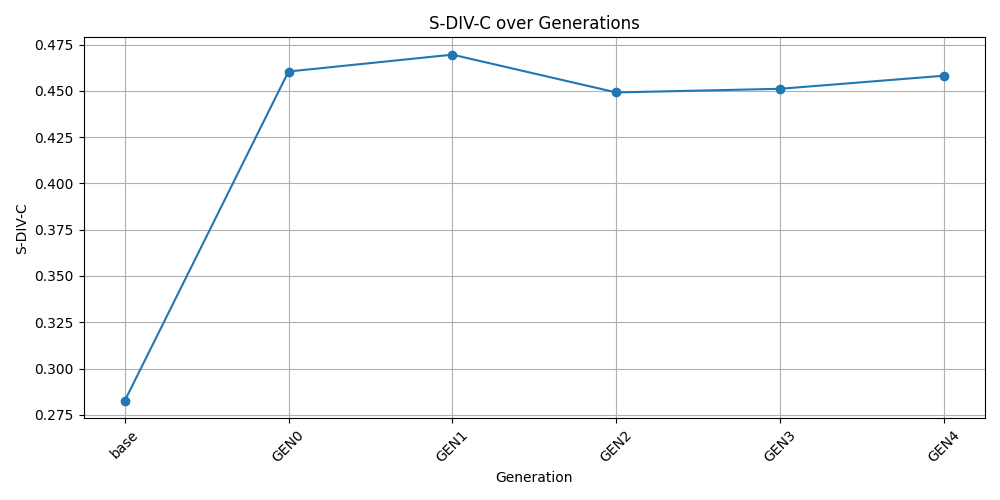 S-DIV-C over Generations
S-DIV-C
0.475
0.450
0.425
0.400
0.375
0.350
0.325
0.300
0.275
base
GEN0
GEN1
GEN2
GEN3
GEN4
Generation